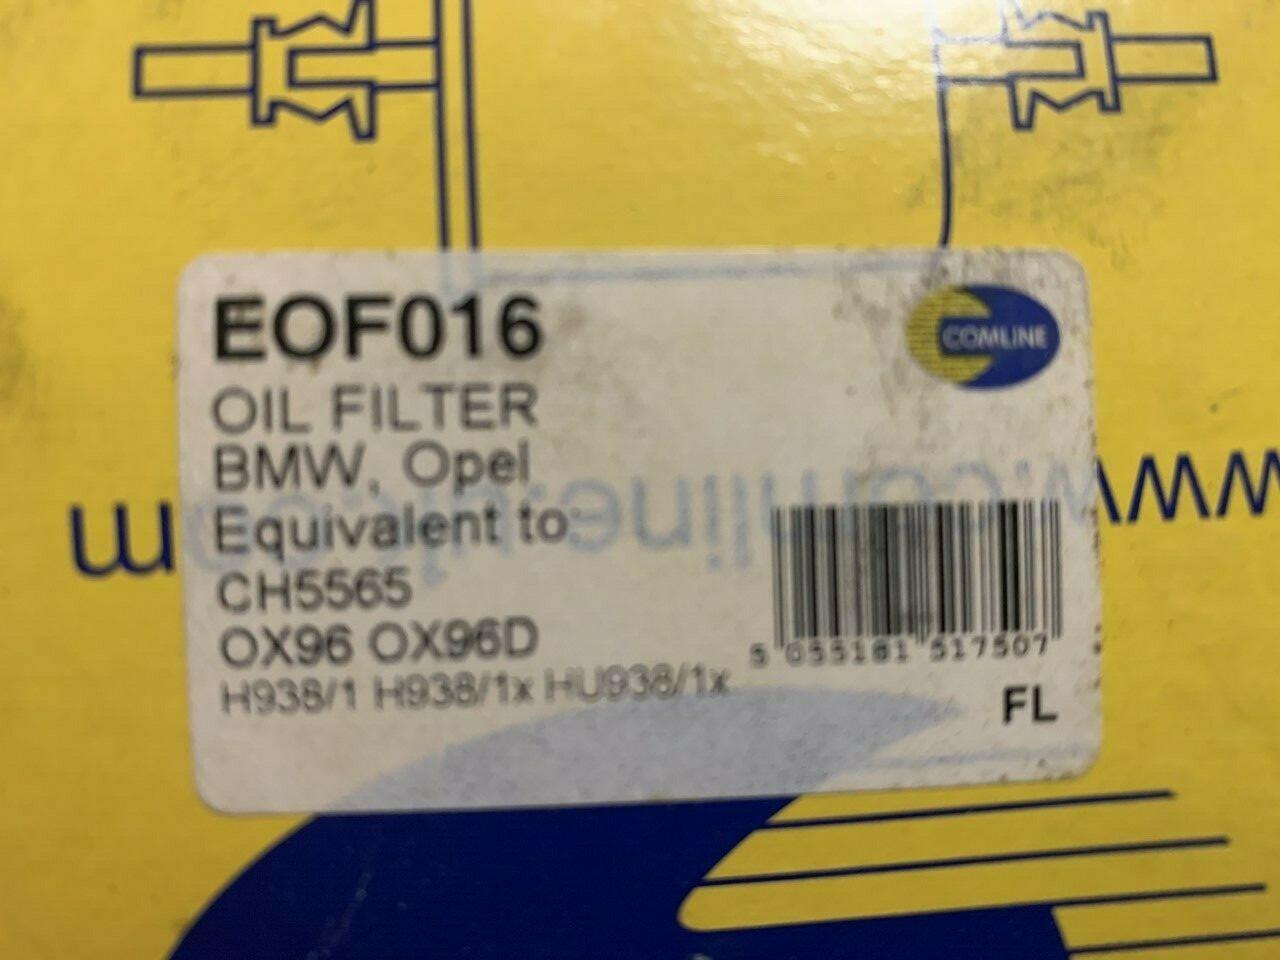 EOF016
COMLINE
OIL FILTER
BMW, Opel
Equivalent to:
CH5565
OX96 OX96D
H938/1 H938/1x HU938/1x
5 055181 517507
FL